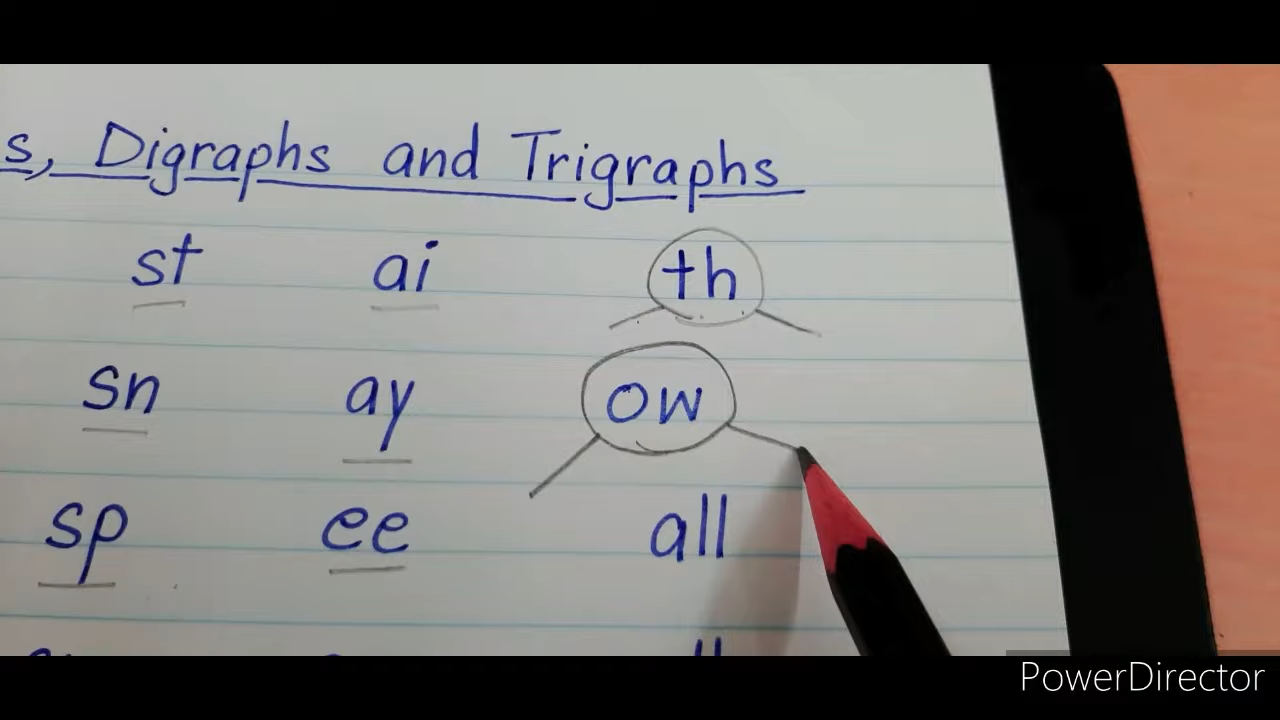 s, Digraphs and Trigraphs
st ai th
sn ay ow
sp ee all
PowerDirector